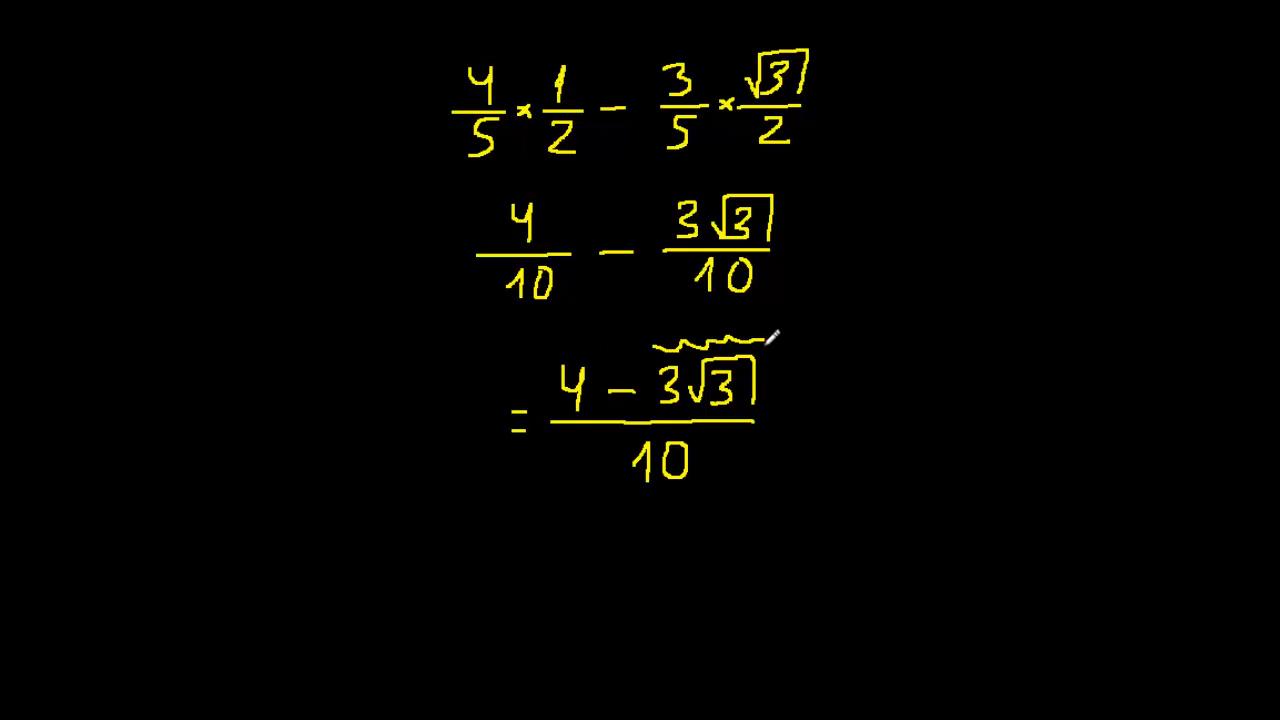 4/5 × 1/2 − 3/5 × √3/2
4/10 − 3√3/10
= (4 − 3√3)/10